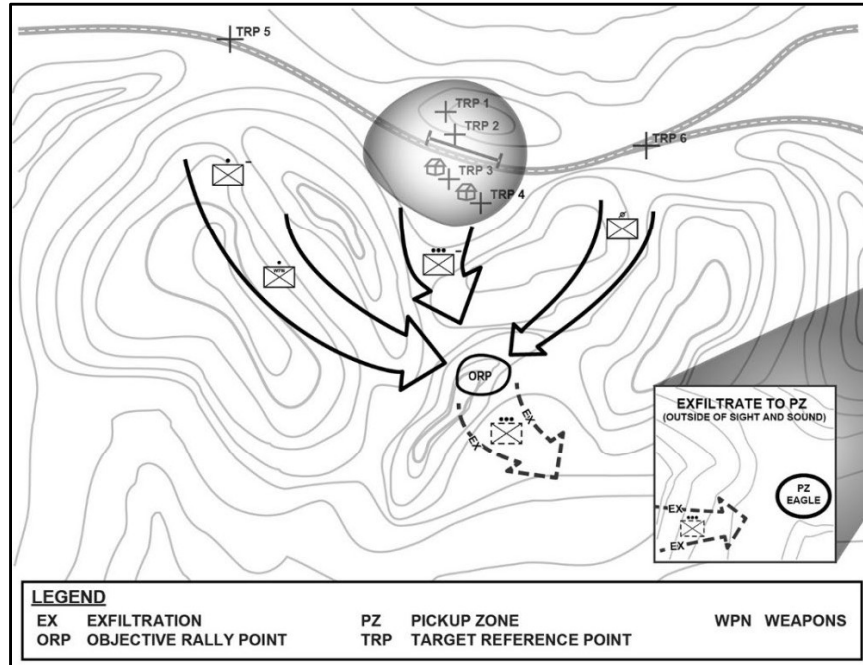 TRP 5
TRP 1
TRP 2
TRP 6
TRP 3
TRP 4
WPN
ORP
EX
EX
EXFILTRATE TO PZ
(OUTSIDE OF SIGHT AND SOUND)
PZ
EAGLE
EX
EX
LEGEND
EX EXFILTRATION PZ PICKUP ZONE WPN WEAPONS
ORP OBJECTIVE RALLY POINT TRP TARGET REFERENCE POINT